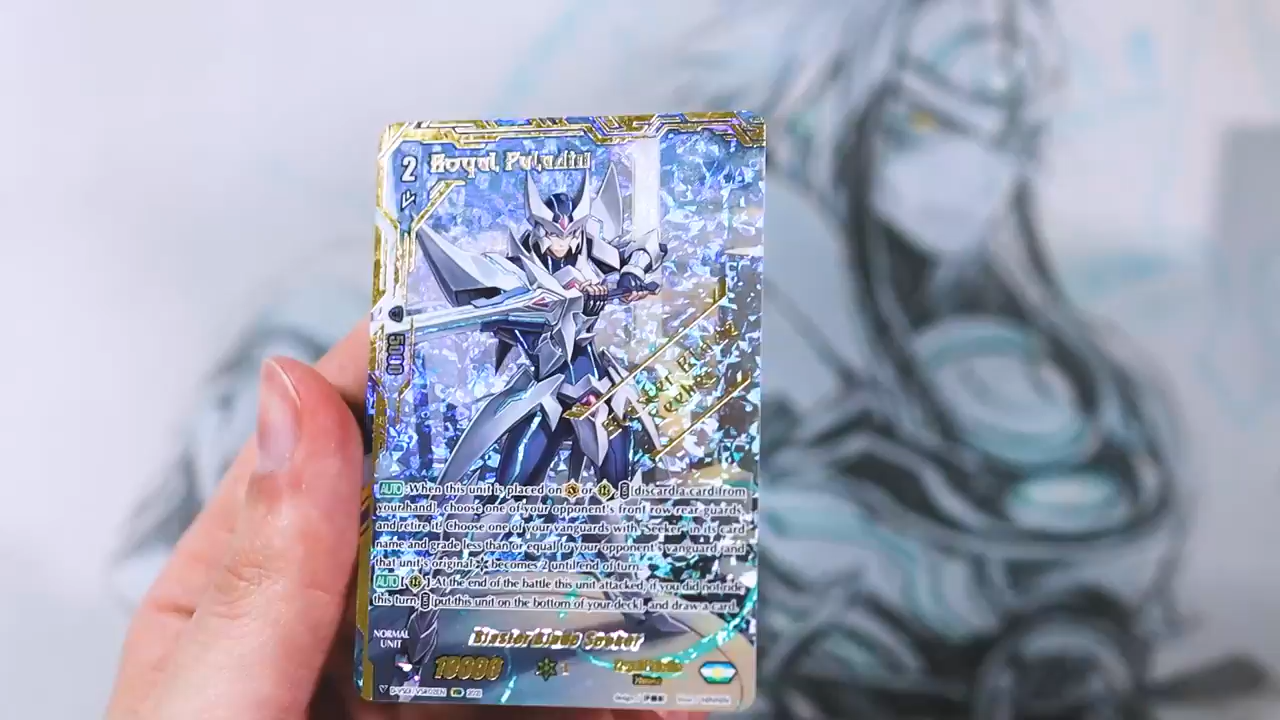 Royal Paladin
2
5000
AUTO:When this unit is placed on or , [discard a card from
your hand], choose one of your opponent's front row rear-guards,
and retire it. Choose one of your vanguards with "Seeker" in its card
name and grade less than or equal to your opponent's vanguard, and
that unit's original becomes 2 until end of turn.
AUTO[ ]:At the end of the battle this unit attacked, if you did not ride
this turn, [put this unit on the bottom of your deck], and draw a card.
NORMAL
UNIT
Blaster Blade Seeker
10000
1
Royal Paladin
Human